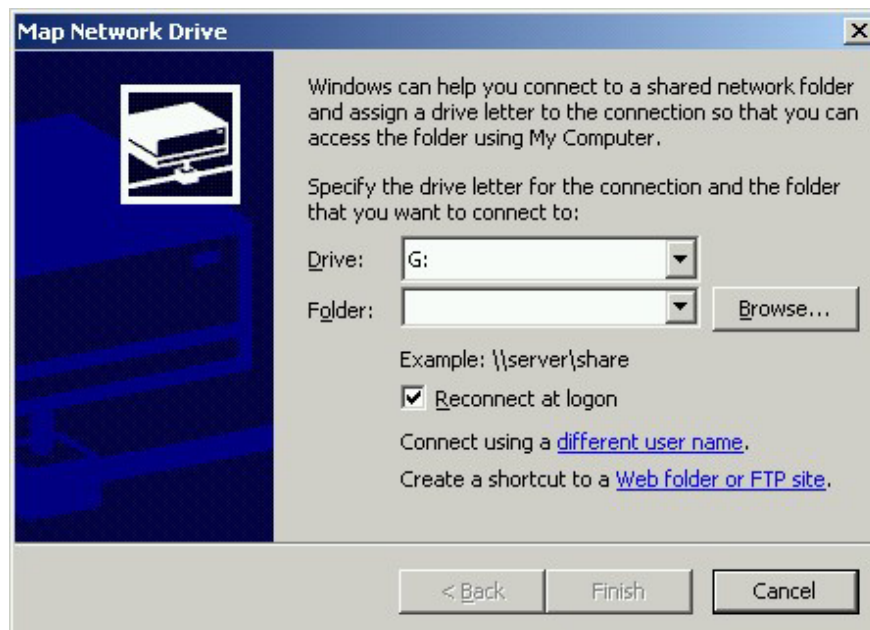 Map Network Drive
Windows can help you connect to a shared network folder
and assign a drive letter to the connection so that you can
access the folder using My Computer.
Specify the drive letter for the connection and the folder
that you want to connect to:
Drive: G:
Folder: Browse...
Example: \\server\share
Reconnect at logon
Connect using a different user name.
Create a shortcut to a Web folder or FTP site.
< Back Finish Cancel